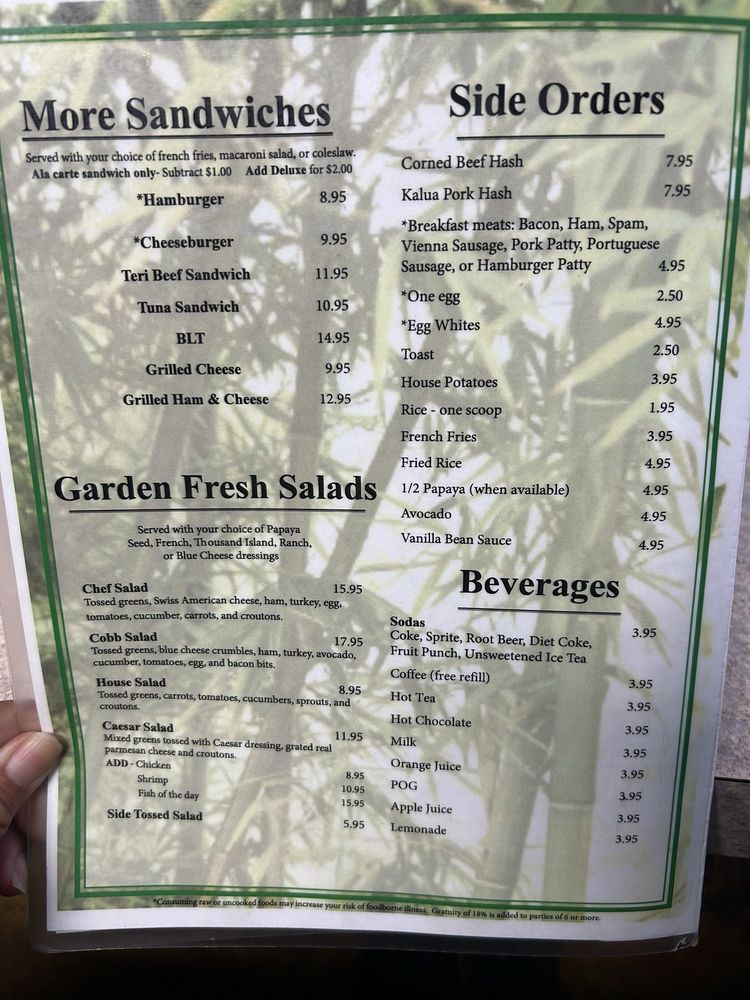 More Sandwiches
Served with your choice of french fries, macaroni salad, or coleslaw.
Ala carte sandwich only- Subtract $1.00 Add Deluxe for $2.00
*Hamburger 8.95
*Cheeseburger 9.95
Teri Beef Sandwich 11.95
Tuna Sandwich 10.95
BLT 14.95
Grilled Cheese 9.95
Grilled Ham & Cheese 12.95
Garden Fresh Salads
Served with your choice of Papaya
Seed, French, Thousand Island, Ranch,
or Blue Cheese dressings
Chef Salad 15.95
Tossed greens, Swiss American cheese, ham, turkey, egg,
tomatoes, cucumber, carrots, and croutons.
Cobb Salad 17.95
Tossed greens, blue cheese crumbles, ham, turkey, avocado,
cucumber, tomatoes, egg, and bacon bits.
House Salad 8.95
Tossed greens, carrots, tomatoes, cucumbers, sprouts, and
croutons.
Caesar Salad 11.95
Mixed greens tossed with Caesar dressing, grated real
parmesan cheese and croutons.
ADD - Chicken 8.95
Shrimp 10.95
Fish of the day 15.95
Side Tossed Salad 5.95
Side Orders
Corned Beef Hash 7.95
Kalua Pork Hash 7.95
*Breakfast meats: Bacon, Ham, Spam,
Vienna Sausage, Pork Patty, Portuguese
Sausage, or Hamburger Patty 4.95
*One egg 2.50
*Egg Whites 4.95
Toast 2.50
House Potatoes 3.95
Rice - one scoop 1.95
French Fries 3.95
Fried Rice 4.95
1/2 Papaya (when available) 4.95
Avocado 4.95
Vanilla Bean Sauce 4.95
Beverages
Sodas 3.95
Coke, Sprite, Root Beer, Diet Coke,
Fruit Punch, Unsweetened Ice Tea
Coffee (free refill) 3.95
Hot Tea 3.95
Hot Chocolate 3.95
Milk 3.95
Orange Juice 3.95
POG 3.95
Apple Juice 3.95
Lemonade 3.95
*Consuming raw or uncooked foods may increase your risk of foodborne illness. Gratuity of 18% is added to parties of 6 or more.